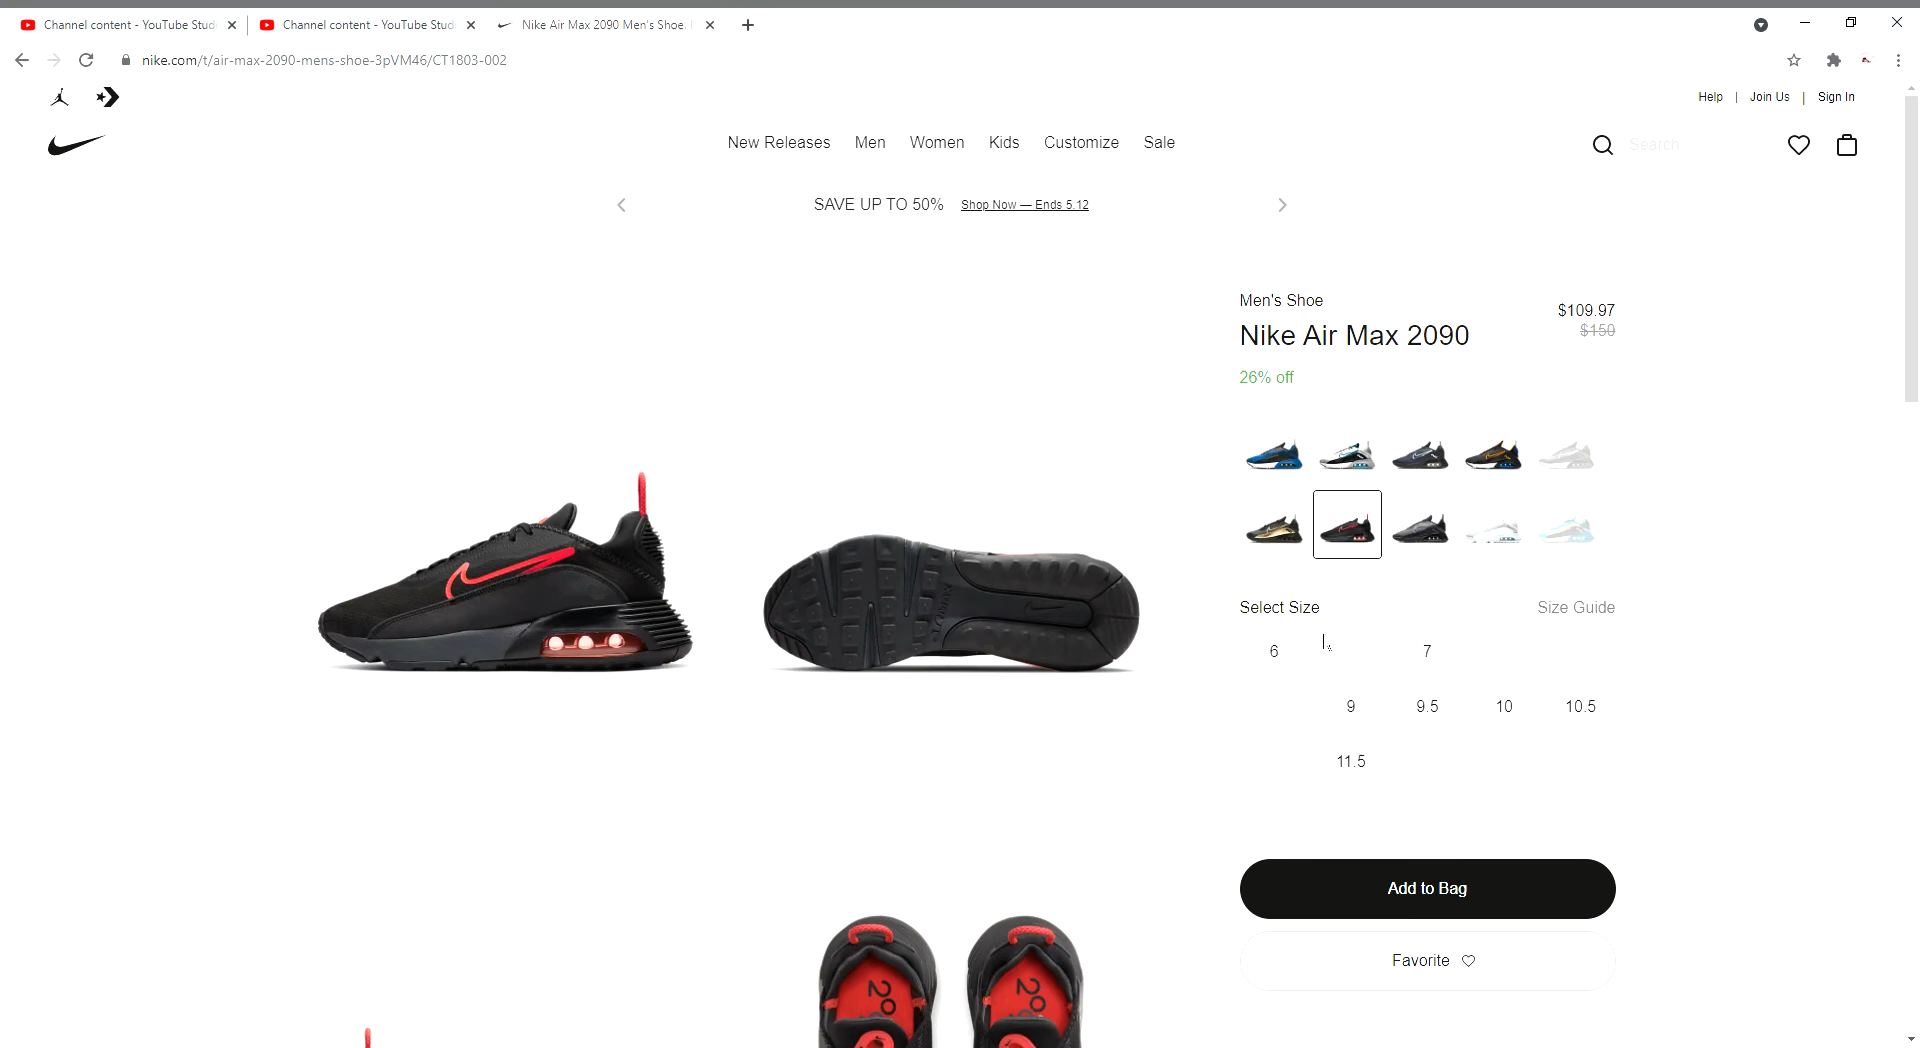 Channel content - YouTube Stud
Channel content - YouTube Stud
Nike Air Max 2090 Men's Shoe.
nike.com/t/air-max-2090-mens-shoe-3pVM46/CT1803-002
Help | Join Us | Sign In
New Releases Men Women Kids Customize Sale
Search
SAVE UP TO 50% Shop Now — Ends 5.12
Men's Shoe
$109.97
$150
Nike Air Max 2090
26% off
Select Size Size Guide
6 7
9 9.5 10 10.5
11.5
Add to Bag
Favorite